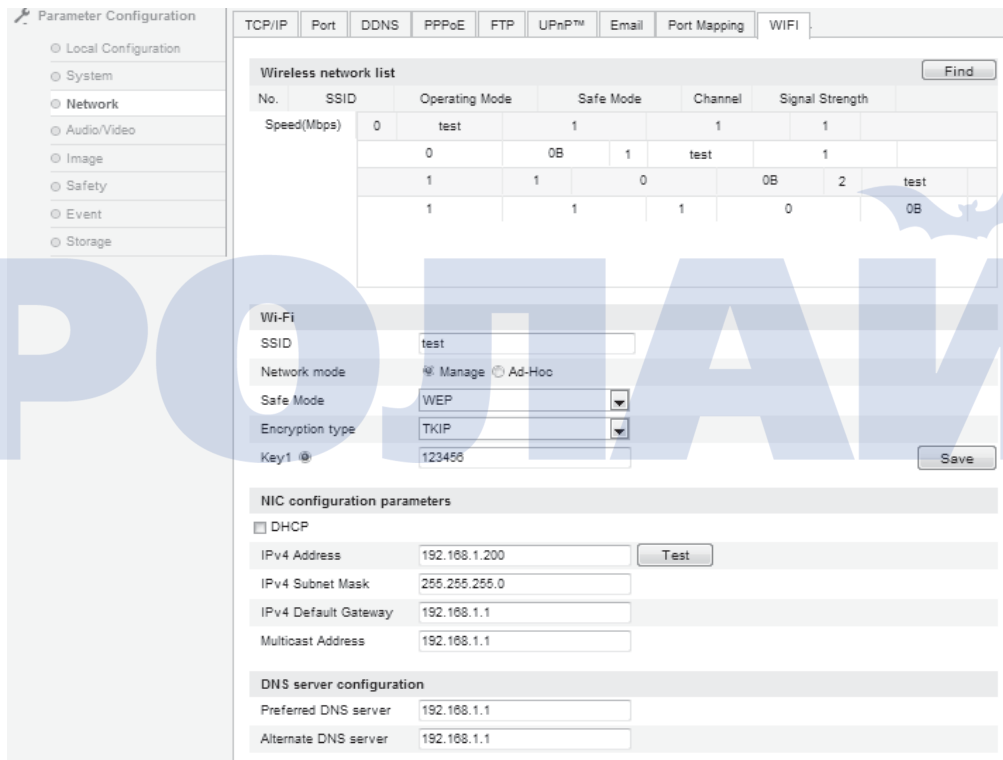 Parameter Configuration
Local Configuration
System
Network
Audio/Video
Image
Safety
Event
Storage
TCP/IP Port DDNS PPPoE FTP UPnP™ Email Port Mapping WIFI
Wireless network list Find
No. SSID Operating Mode Safe Mode Channel Signal Strength
Speed(Mbps) 0 test 1 1 1
0 0B 1 test 1
1 1 0 0B 2 test
1 1 1 0 0B
Wi-Fi
SSID test
Network mode Manage Ad-Hoc
Safe Mode WEP
Encryption type TKIP
Key1 123456 Save
NIC configuration parameters
DHCP
IPv4 Address 192.168.1.200 Test
IPv4 Subnet Mask 255.255.255.0
IPv4 Default Gateway 192.168.1.1
Multicast Address 192.168.1.1
DNS server configuration
Preferred DNS server 192.168.1.1
Alternate DNS server 192.168.1.1
РОЛАЙ